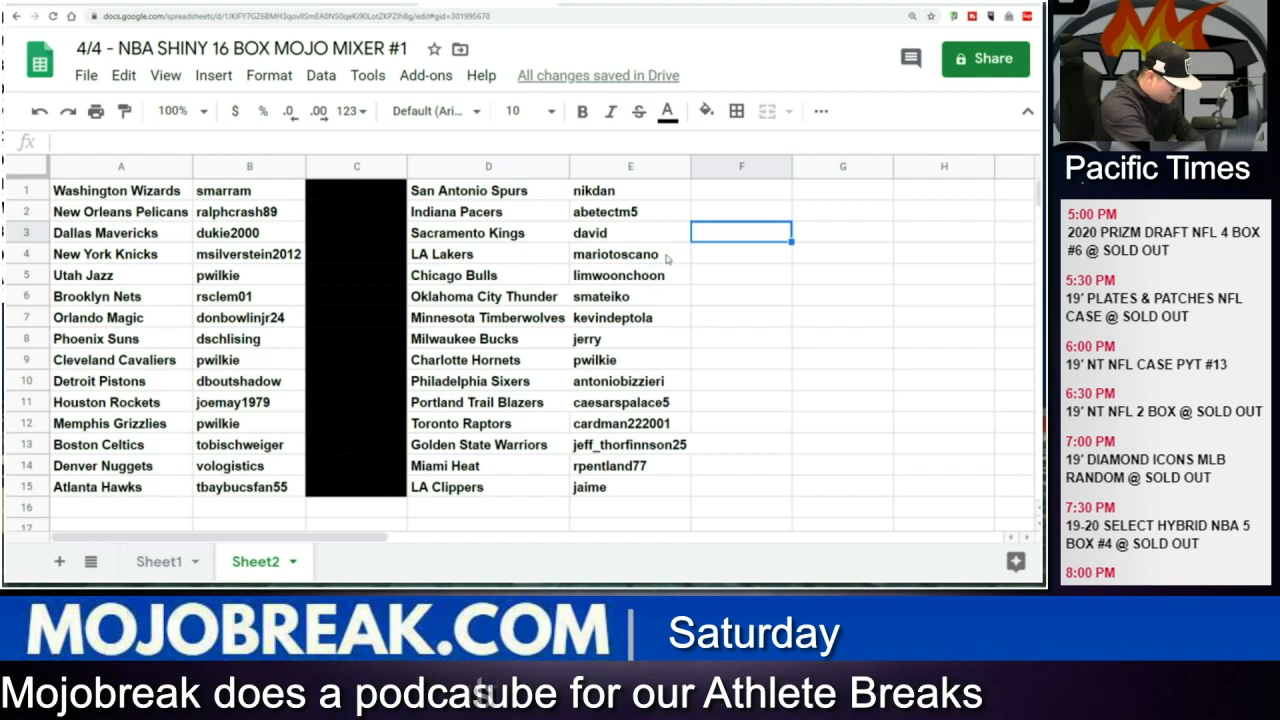 docs.google.com/spreadsheets/d/1JKIFY7GZ6BMH3qovIISmEA0N50qeKi90LotZKPZlhBg/edit#gid=301995670
4/4 - NBA SHINY 16 BOX MOJO MIXER #1
File Edit View Insert Format Data Tools Add-ons Help All changes saved in Drive
Share
100% $ % .0 .00 123 Default (Ari... 10 B I S A
fx
A B C D E F G H
1 Washington Wizards smarram San Antonio Spurs nikdan
2 New Orleans Pelicans ralphcrash89 Indiana Pacers abetectm5
3 Dallas Mavericks dukie2000 Sacramento Kings david
4 New York Knicks msilverstein2012 LA Lakers mariotoscano
5 Utah Jazz pwilkie Chicago Bulls limwoonchoon
6 Brooklyn Nets rsclem01 Oklahoma City Thunder smateiko
7 Orlando Magic donbowlinjr24 Minnesota Timberwolves kevindeptola
8 Phoenix Suns dschlising Milwaukee Bucks jerry
9 Cleveland Cavaliers pwilkie Charlotte Hornets pwilkie
10 Detroit Pistons dboutshadow Philadelphia Sixers antoniobizzieri
11 Houston Rockets joemay1979 Portland Trail Blazers caesarspalace5
12 Memphis Grizzlies pwilkie Toronto Raptors cardman222001
13 Boston Celtics tobischweiger Golden State Warriors jeff_thorfinnson25
14 Denver Nuggets vologistics Miami Heat rpentland77
15 Atlanta Hawks tbaybucsfan55 LA Clippers jaime
16
17
Sheet1 Sheet2
Pacific Times
5:00 PM
2020 PRIZM DRAFT NFL 4 BOX
#6 @ SOLD OUT
5:30 PM
19' PLATES & PATCHES NFL
CASE @ SOLD OUT
6:00 PM
19' NT NFL CASE PYT #13
6:30 PM
19' NT NFL 2 BOX @ SOLD OUT
7:00 PM
19' DIAMOND ICONS MLB
RANDOM @ SOLD OUT
7:30 PM
19-20 SELECT HYBRID NBA 5
BOX #4 @ SOLD OUT
8:00 PM
MOJOBREAK.COM | Saturday
Mojobreak does a for our Athlete Breaks